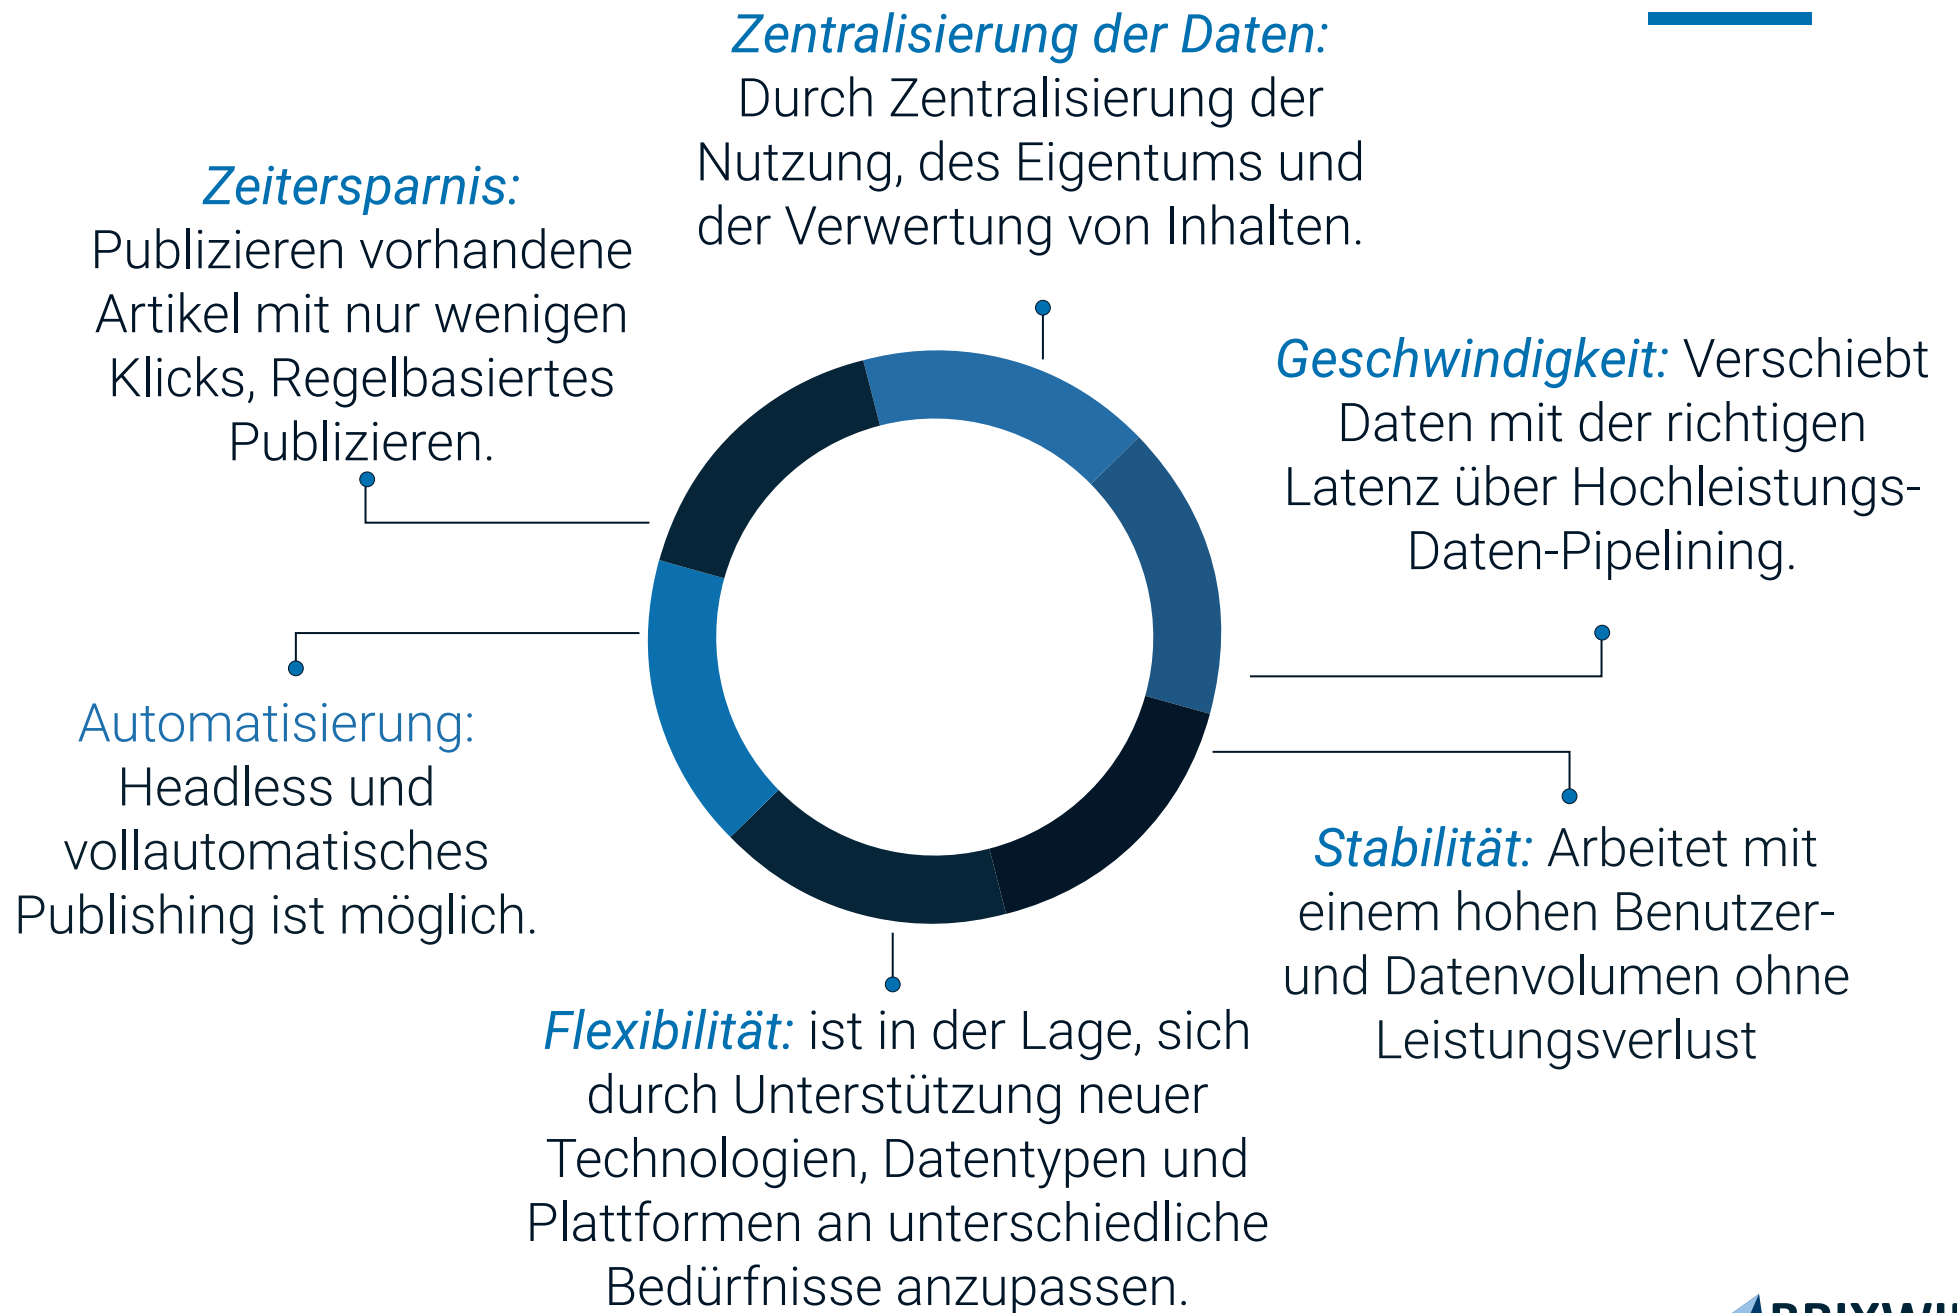 Zentralisierung der Daten:
Durch Zentralisierung der
Nutzung, des Eigentums und
der Verwertung von Inhalten.
Zeitersparnis:
Publizieren vorhandene
Artikel mit nur wenigen
Klicks, Regelbasiertes
Publizieren.
Geschwindigkeit: Verschiebt
Daten mit der richtigen
Latenz über Hochleistungs-
Daten-Pipelining.
Automatisierung:
Headless und
vollautomatisches
Publishing ist möglich.
Stabilität: Arbeitet mit
einem hohen Benutzer-
und Datenvolumen ohne
Leistungsverlust
Flexibilität: ist in der Lage, sich
durch Unterstützung neuer
Technologien, Datentypen und
Plattformen an unterschiedliche
Bedürfnisse anzupassen.